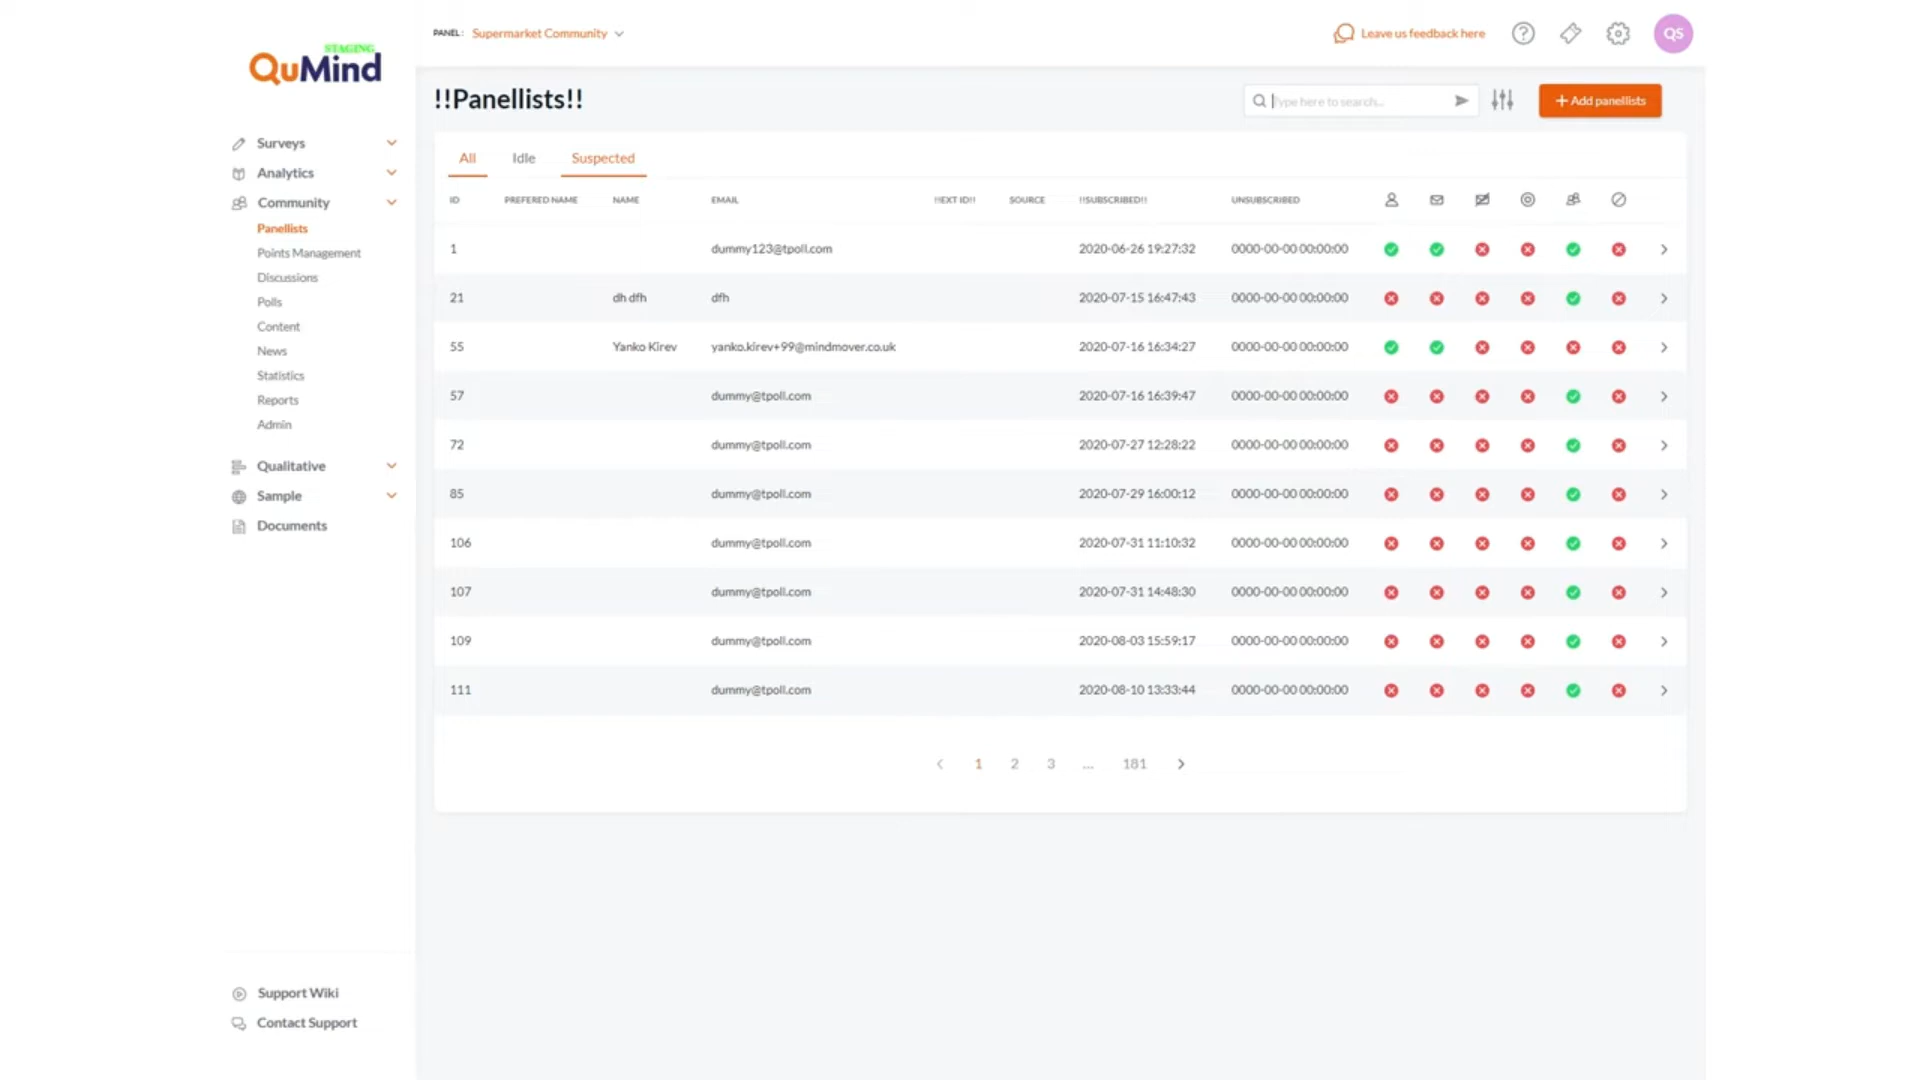 STAGING
QuMind
PANEL: Supermarket Community
Leave us feedback here
QS
!!Panellists!!
Type here to search...
+ Add panellists
Surveys
Analytics
Community
Panellists
Points Management
Discussions
Polls
Content
News
Statistics
Reports
Admin
Qualitative
Sample
Documents
Support Wiki
Contact Support
All Idle Suspected
ID PREFERED NAME NAME EMAIL !!EXT ID!! SOURCE !!SUBSCRIBED!! UNSUBSCRIBED
1 dummy123@tpoll.com 2020-06-26 19:27:32 0000-00-00 00:00:00
21 dh dfh dfh 2020-07-15 16:47:43 0000-00-00 00:00:00
55 Yanko Kirev yanko.kirev+99@mindmover.co.uk 2020-07-16 16:34:27 0000-00-00 00:00:00
57 dummy@tpoll.com 2020-07-16 16:39:47 0000-00-00 00:00:00
72 dummy@tpoll.com 2020-07-27 12:28:22 0000-00-00 00:00:00
85 dummy@tpoll.com 2020-07-29 16:00:12 0000-00-00 00:00:00
106 dummy@tpoll.com 2020-07-31 11:10:32 0000-00-00 00:00:00
107 dummy@tpoll.com 2020-07-31 14:48:30 0000-00-00 00:00:00
109 dummy@tpoll.com 2020-08-03 15:59:17 0000-00-00 00:00:00
111 dummy@tpoll.com 2020-08-10 13:33:44 0000-00-00 00:00:00
1 2 3 ... 181